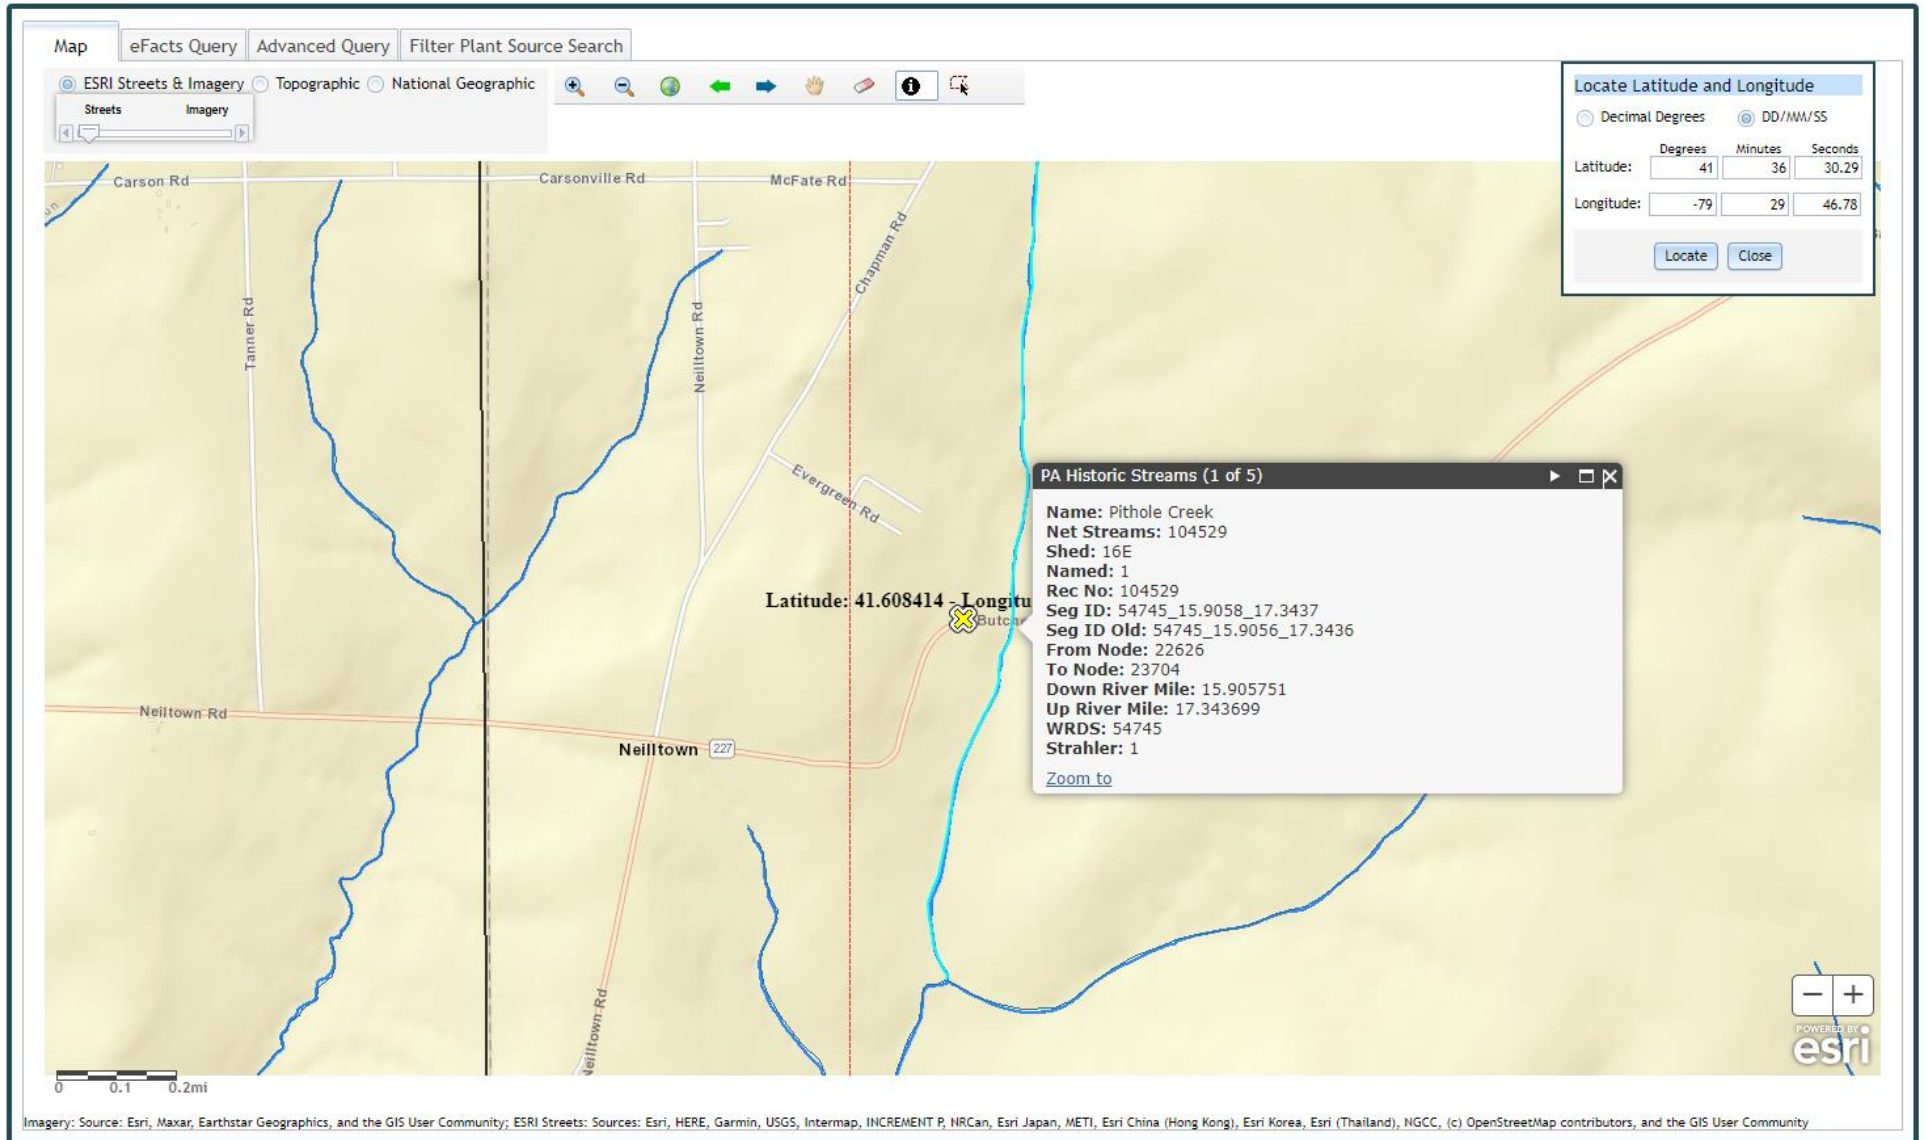 Map
eFacts Query
Advanced Query
Filter Plant Source Search
ESRI Streets & Imagery
Topographic
National Geographic
Streets
Imagery
Locate Latitude and Longitude
Decimal Degrees
DD/MM/SS
Degrees Minutes Seconds
Latitude: 41 36 30.29
Longitude: -79 29 46.78
Locate
Close
Carson Rd
Carsonville Rd
McFate Rd
Chapman Rd
Tanner Rd
Neilltown Rd
Evergreen Rd
Latitude: 41.608414 - Longitu
Butch
Neilltown Rd
Neilltown
227
Neilltown Rd
PA Historic Streams (1 of 5)
Name: Pithole Creek
Net Streams: 104529
Shed: 16E
Named: 1
Rec No: 104529
Seg ID: 54745_15.9058_17.3437
Seg ID Old: 54745_15.9056_17.3436
From Node: 22626
To Node: 23704
Down River Mile: 15.905751
Up River Mile: 17.343699
WRDS: 54745
Strahler: 1
Zoom to
POWERED BY
esri
0 0.1 0.2mi
Imagery: Source: Esri, Maxar, Earthstar Geographics, and the GIS User Community; ESRI Streets: Sources: Esri, HERE, Garmin, USGS, Intermap, INCREMENT P, NRCan, Esri Japan, METI, Esri China (Hong Kong), Esri Korea, Esri (Thailand), NGCC, (c) OpenStreetMap contributors, and the GIS User Community